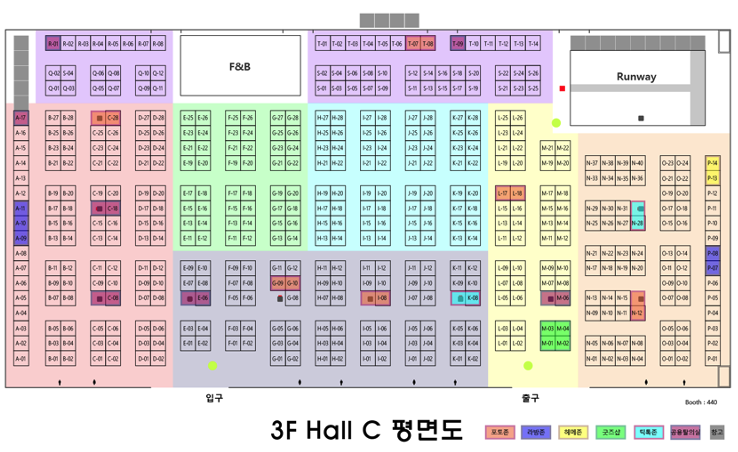 R-01 R-02 R-03 R-04 R-05 R-06 R-07 R-08 T-01 T-02 T-03 T-04 T-05 T-06 T-07 T-08 T-09 T-10 T-11 T-12 T-13 T-14
F&B
Runway
Q-02 S-04 Q-06 Q-08 Q-10 Q-12 S-02 S-04 S-06 S-08 S-12 S-14 S-16 S-18 S-20 S-22 S-24 S-26
Q-01 Q-03 Q-05 Q-07 Q-09 Q-11 S-01 S-03 S-05 S-07 S-09 S-11 S-13 S-15 S-17 S-19 S-21 S-23 S-25
A-17 B-27 B-28 C-28 D-27 D-28 E-25 E-26 F-27 F-28 G-27 G-28 H-27 H-28 I-27 I-28 J-27 J-28 K-27 K-28 L-25 L-26
A-16 B-25 B-26 C-25 C-26 D-25 D-26 E-23 E-24 F-25 F-26 G-25 G-26 H-25 H-26 I-25 I-26 J-25 J-26 K-25 K-26 L-23 L-24
A-15 B-23 B-24 C-23 C-24 D-23 D-24 E-21 E-22 F-23 F-24 G-23 G-24 H-23 H-24 I-23 I-24 J-23 J-24 K-23 K-24 L-21 L-22 M-21 M-22
A-14 B-21 B-22 C-21 C-22 D-21 D-22 E-19 E-20 F-21 F-22 G-21 G-22 H-21 H-22 I-21 I-22 J-21 J-22 K-21 K-22 L-19 L-20 M-19 M-20 N-37 N-38 N-39 N-40 O-23 O-24 P-14
A-13 N-33 N-34 N-35 N-36 O-21 O-22 P-13
A-12 B-19 B-20 C-19 C-20 D-19 D-20 E-17 E-18 F-19 F-20 G-19 G-20 H-19 H-20 I-19 I-20 J-19 J-20 K-19 K-20 L-17 L-18 M-17 M-18 O-19 O-20 P-12
A-11 B-17 B-18 C-18 D-17 D-18 E-15 E-16 F-17 F-18 G-17 G-18 H-17 H-18 I-17 I-18 J-17 J-18 K-17 K-18 L-15 L-16 M-15 M-16 N-29 N-30 N-31 O-17 O-18 P-11
A-10 B-15 B-16 C-15 C-16 D-15 D-16 E-13 E-14 F-15 F-16 G-15 G-16 H-15 H-16 I-15 I-16 J-15 J-16 K-15 K-16 L-13 L-14 M-13 M-14 N-25 N-26 N-27 N-28 O-15 O-16 P-10
A-09 B-13 B-14 C-13 C-14 D-13 D-14 E-11 E-12 F-13 F-14 G-13 G-14 H-13 H-14 I-13 I-14 J-13 J-14 K-13 K-14 L-11 L-12 M-11 M-12 P-09
A-08 N-21 N-22 N-23 N-24 O-13 O-14 P-08
A-07 B-11 B-12 C-11 C-12 D-11 D-12 E-09 E-10 F-09 F-10 G-11 G-12 H-11 H-12 I-11 I-12 J-11 J-12 K-11 K-12 L-09 L-10 M-09 M-10 N-17 N-18 N-19 N-20 O-11 O-12 P-07
A-06 B-09 B-10 C-09 C-10 D-09 D-10 E-07 E-08 F-07 F-08 G-09 G-10 H-09 H-10 I-09 I-10 J-09 J-10 K-09 K-10 L-07 L-08 M-07 M-08 P-06
A-05 B-07 B-08 C-08 D-07 D-08 E-06 F-05 F-06 G-08 H-07 H-08 I-08 J-07 J-08 K-08 L-05 L-06 M-06 N-13 N-14 N-15 O-09 O-10 P-05
A-04 N-09 N-10 N-11 N-12 O-07 O-08 P-04
A-03 B-05 B-06 C-05 C-06 D-05 D-06 E-03 E-04 F-03 F-04 G-05 G-06 H-05 H-06 I-05 I-06 J-05 J-06 K-05 K-06 L-03 L-04 M-03 M-04 O-05 O-06 P-03
A-02 B-03 B-04 C-03 C-04 D-03 D-04 E-01 E-02 F-01 F-02 G-03 G-04 H-03 H-04 I-03 I-04 J-03 J-04 K-03 K-04 L-01 L-02 M-01 M-02 N-05 N-06 N-07 N-08 O-03 O-04 P-02
A-01 B-01 B-02 C-01 C-02 D-01 D-02 G-01 G-02 H-01 H-02 I-01 I-02 J-01 J-02 K-01 K-02 N-01 N-02 N-03 N-04 O-01 O-02 P-01
입구 출구 Booth : 440
3F Hall C 평면도
포토존 라방존 헤메존 굿즈샵 틱톡존 공용탈의실 창고